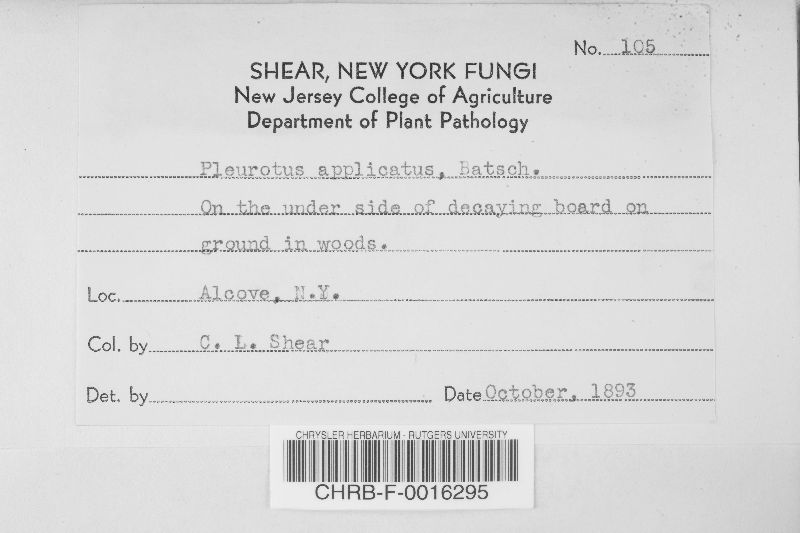 No. 105
SHEAR, NEW YORK FUNGI
New Jersey College of Agriculture
Department of Plant Pathology
Pleurotus applicatus, Batsch.
On the under side of decaying board on
ground in woods.
Loc. Alcove, N.Y.
Col. by C. L. Shear
Det. by Date October, 1893
CHRYSLER HERBARIUM - RUTGERS UNIVERSITY
CHRB-F-0016295